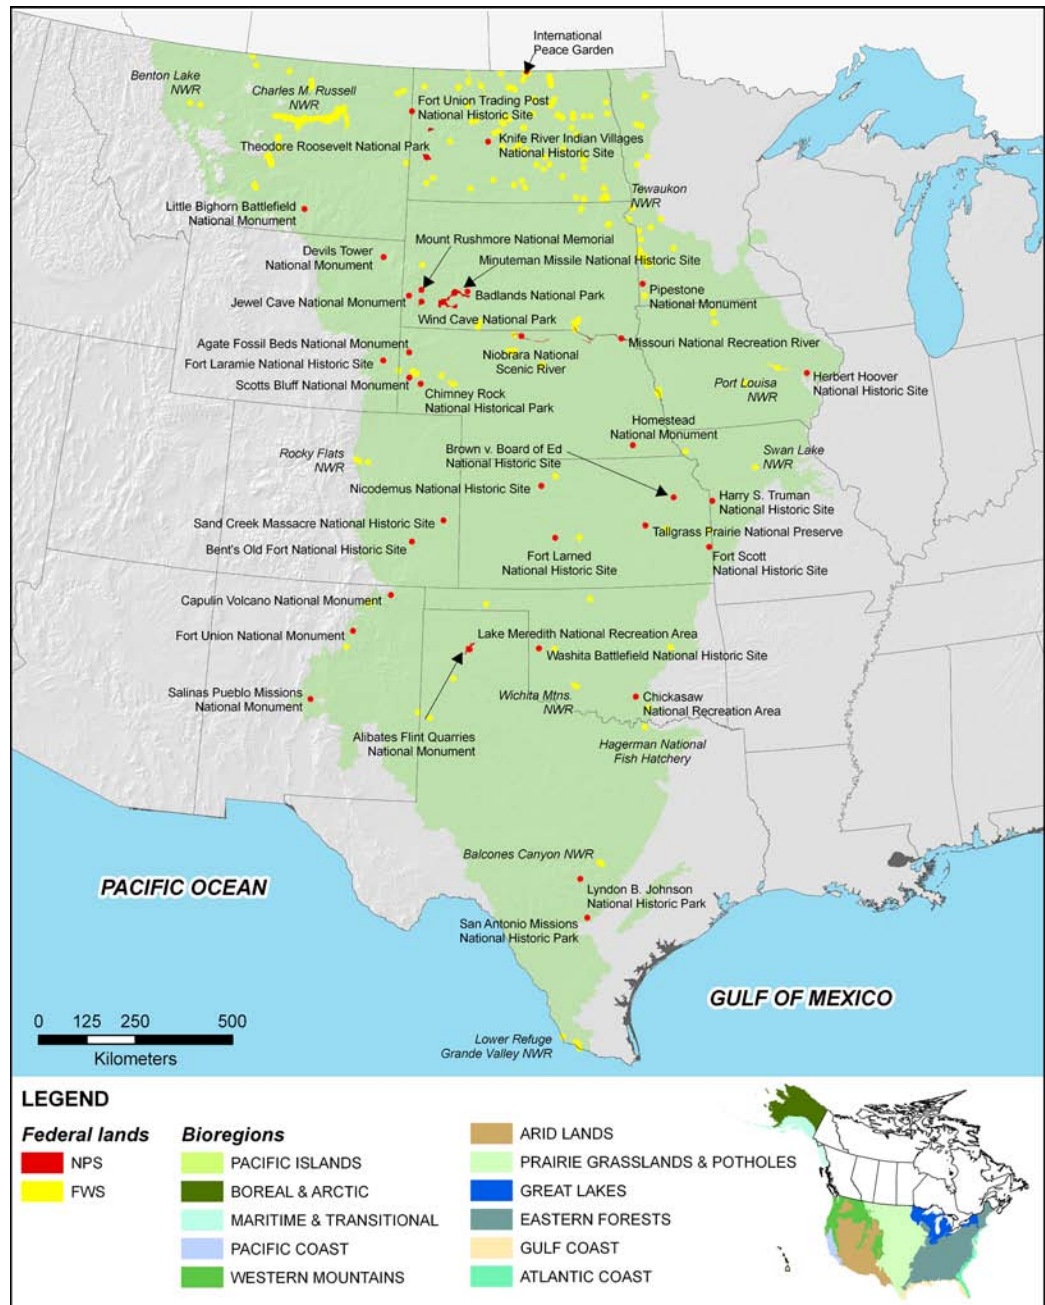 International
Peace Garden
Benton Lake
NWR
Charles M. Russell
NWR
Fort Union Trading Post
National Historic Site
Theodore Roosevelt National Park
Knife River Indian Villages
National Historic Site
Tewaukon
NWR
Little Bighorn Battlefield
National Monument
Mount Rushmore National Memorial
Devils Tower
National Monument
Minuteman Missile National Historic Site
Jewel Cave National Monument
Badlands National Park
Pipestone
National Monument
Wind Cave National Park
Agate Fossil Beds National Monument
Missouri National Recreation River
Fort Laramie National Historic Site
Niobrara National
Scenic River
Scotts Bluff National Monument
Chimney Rock
National Historical Park
Port Louisa
NWR
Herbert Hoover
National Historic Site
Homestead
National Monument
Rocky Flats
NWR
Brown v. Board of Ed
National Historic Site
Swan Lake
NWR
Nicodemus National Historic Site
Harry S. Truman
National Historic Site
Sand Creek Massacre National Historic Site
Tallgrass Prairie National Preserve
Bent's Old Fort National Historic Site
Fort Larned
National Historic Site
Fort Scott
National Historic Site
Capulin Volcano National Monument
Fort Union National Monument
Lake Meredith National Recreation Area
Washita Battlefield National Historic Site
Salinas Pueblo Missions
National Monument
Wichita Mtns.
NWR
Chickasaw
National Recreation Area
Alibates Flint Quarries
National Monument
Hagerman National
Fish Hatchery
Balcones Canyon NWR
PACIFIC OCEAN
Lyndon B. Johnson
National Historic Park
San Antonio Missions
National Historic Park
GULF OF MEXICO
0 125 250 500
Kilometers
Lower Refuge
Grande Valley NWR
LEGEND
Federal lands
NPS
FWS
Bioregions
PACIFIC ISLANDS
BOREAL & ARCTIC
MARITIME & TRANSITIONAL
PACIFIC COAST
WESTERN MOUNTAINS
ARID LANDS
PRAIRIE GRASSLANDS & POTHOLES
GREAT LAKES
EASTERN FORESTS
GULF COAST
ATLANTIC COAST